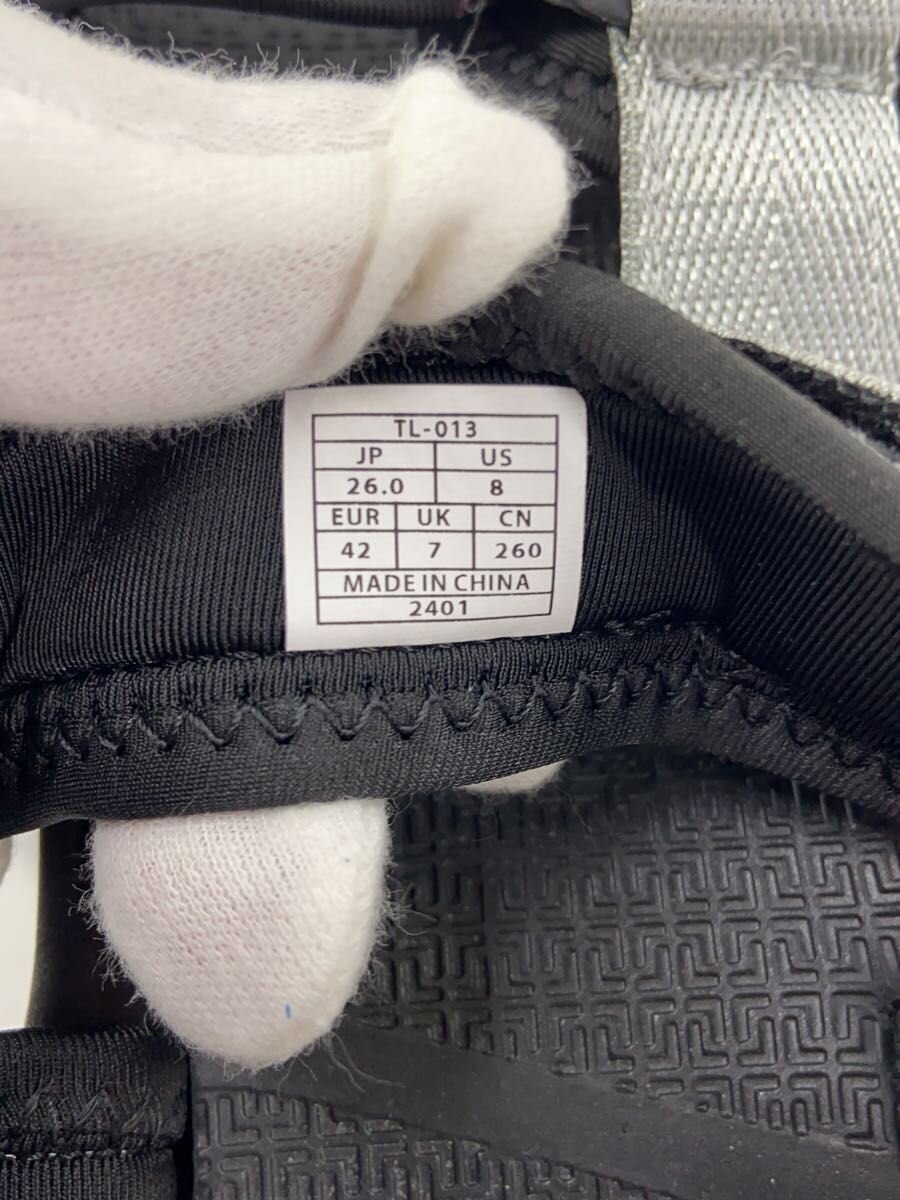 TL-013
JP US
26.0 8
EUR UK CN
42 7 260
MADE IN CHINA
2401